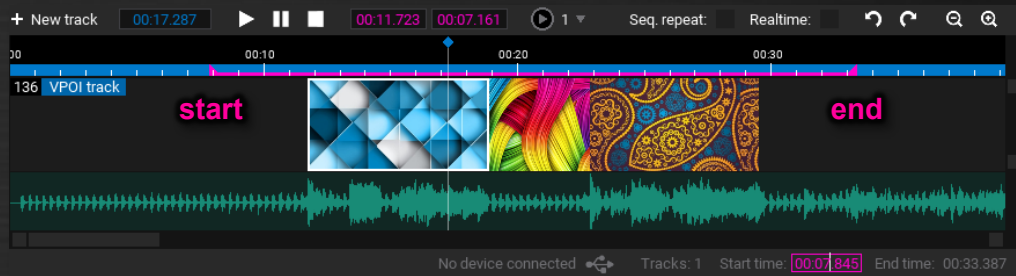 + New track 00:17.287 00:11.723 00:07.161 1 Seq. repeat: Realtime:
00 00:10 00:20 00:30
136 VPOI track
start end
No device connected Tracks: 1 Start time: 00:07.845 End time: 00:33.387